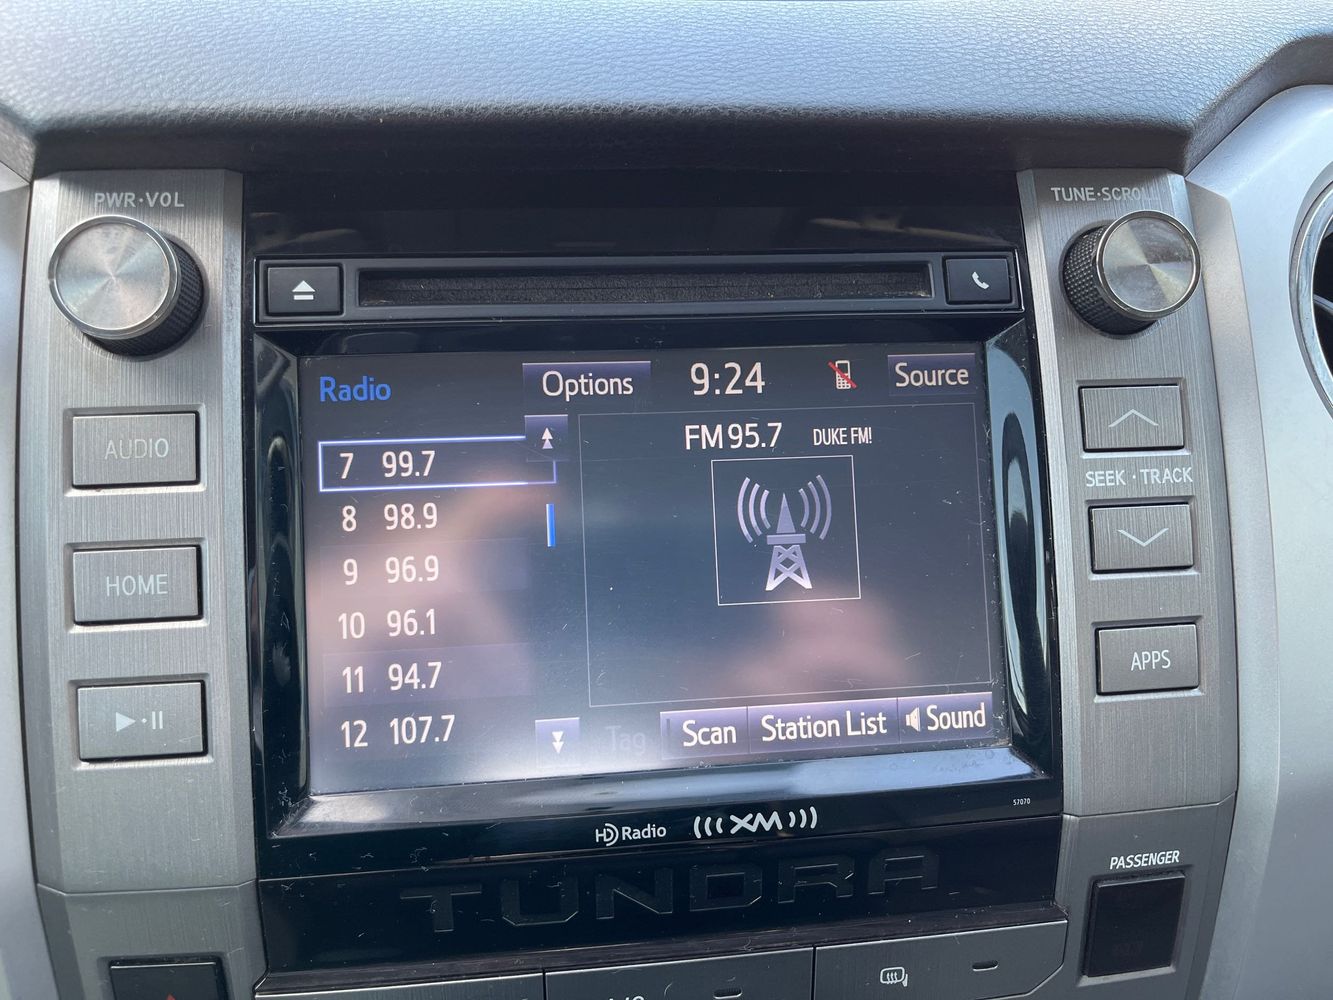 PWR·VOL
TUNE·SCROLL
Radio
Options
9:24
Source
7 99.7
8 98.9
9 96.9
10 96.1
11 94.7
12 107.7
FM 95.7 DUKE FM!
Tag
Scan
Station List
Sound
AUDIO
HOME
SEEK · TRACK
APPS
57070
HD Radio
((( XM )))
TUNDRA
PASSENGER